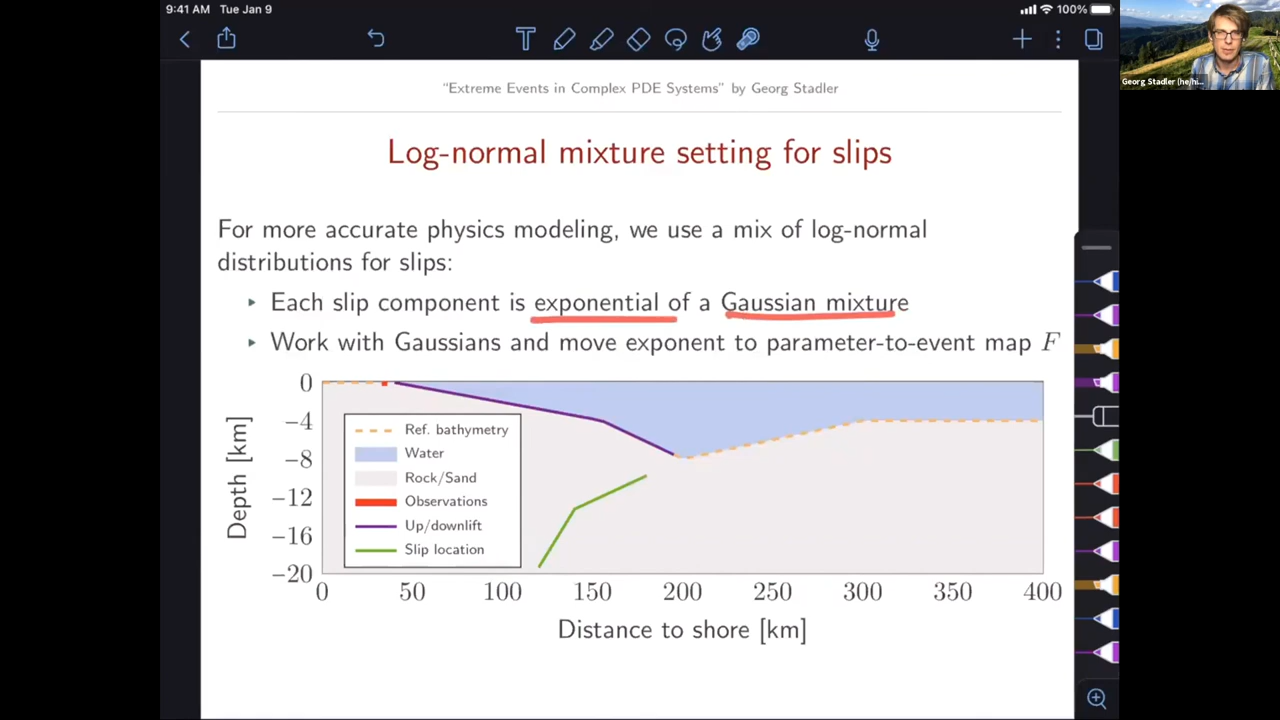 9:41 AM Tue Jan 9
100%
Georg Stadler (he/hi...
"Extreme Events in Complex PDE Systems" by Georg Stadler
Log-normal mixture setting for slips
For more accurate physics modeling, we use a mix of log-normal
distributions for slips:
Each slip component is exponential of a Gaussian mixture
Work with Gaussians and move exponent to parameter-to-event map F
Depth [km]
0
−4
−8
−12
−16
−20
Ref. bathymetry
Water
Rock/Sand
Observations
Up/downlift
Slip location
0 50 100 150 200 250 300 350 400
Distance to shore [km]